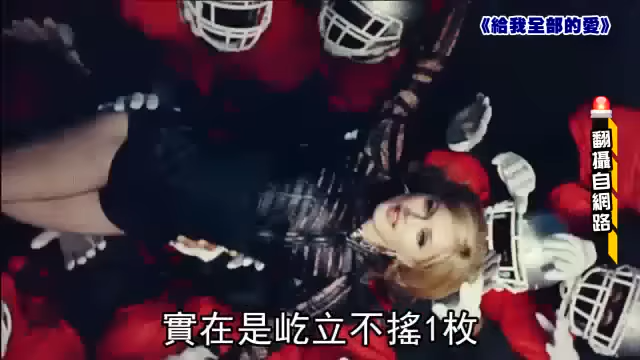 《給我全部的愛》
翻攝自網路
實在是屹立不搖1枚